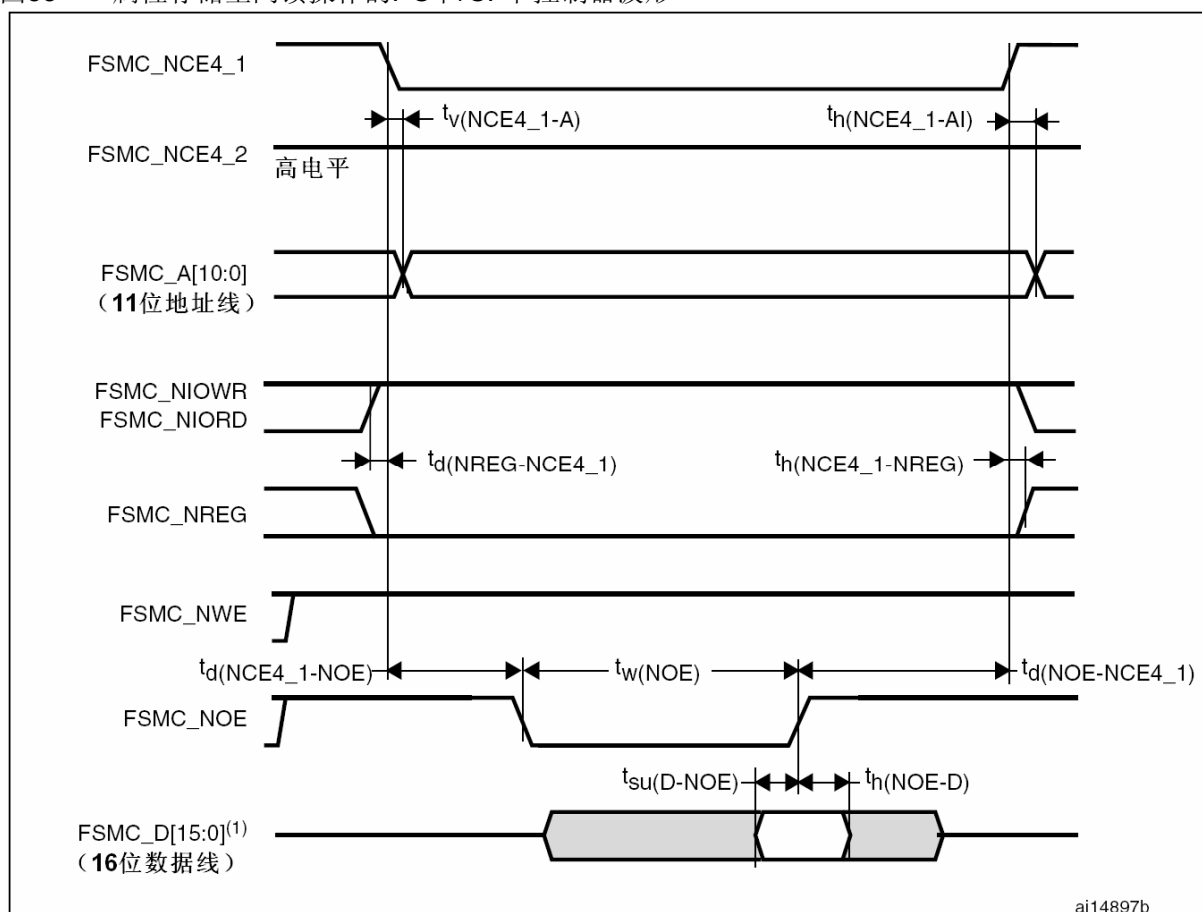 FSMC_NCE4_1
tv(NCE4_1-A)
th(NCE4_1-AI)
FSMC_NCE4_2
高电平
FSMC_A[10:0]
（11位地址线）
FSMC_NIOWR
FSMC_NIORD
td(NREG-NCE4_1)
th(NCE4_1-NREG)
FSMC_NREG
FSMC_NWE
td(NCE4_1-NOE)
tw(NOE)
td(NOE-NCE4_1)
FSMC_NOE
tsu(D-NOE)
th(NOE-D)
FSMC_D[15:0](1)
（16位数据线）
ai14897b